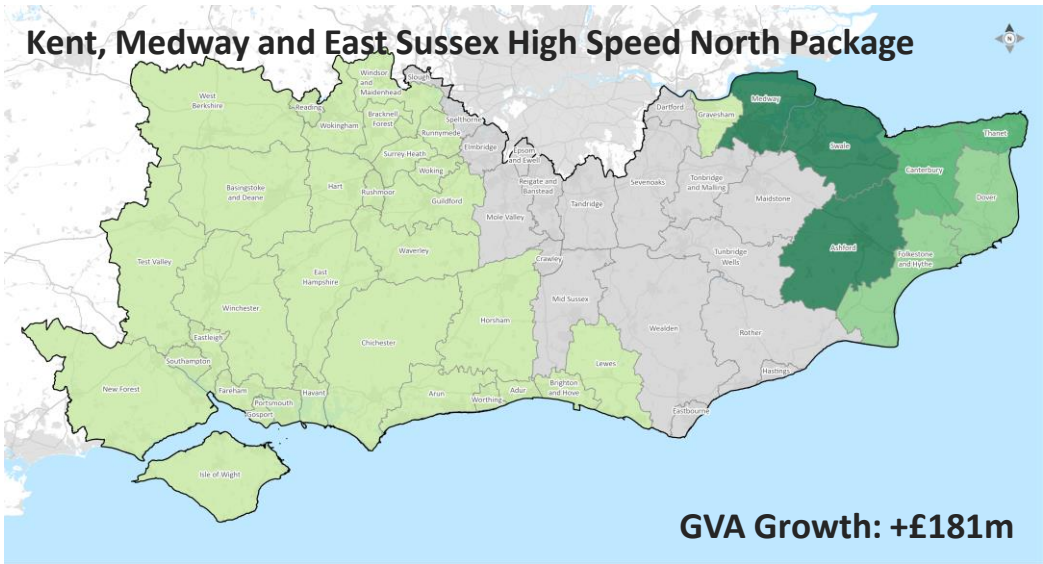 Kent, Medway and East Sussex High Speed North Package
N
Windsor
and
Maidenhead
Slough
West
Berkshire
Reading
Wokingham
Bracknell
Forest
Spelthorne
Runnymede
Dartford
Gravesham
Medway
Swale
Thanet
Canterbury
Dover
Elmbridge
Epsom
and Ewell
Surrey Heath
Woking
Reigate and
Banstead
Sevenoaks
Tonbridge
and Malling
Maidstone
Basingstoke
and Deane
Hart
Rushmoor
Guildford
Mole Valley
Tandridge
Ashford
Folkestone
and Hythe
Test Valley
East
Hampshire
Waverley
Crawley
Tunbridge
Wells
Winchester
Horsham
Mid Sussex
Wealden
Rother
Eastleigh
Chichester
Southampton
Lewes
Hastings
New Forest
Fareham
Portsmouth
Gosport
Havant
Arun
Worthing
Adur
Brighton
and Hove
Eastbourne
Isle of Wight
GVA Growth: +£181m